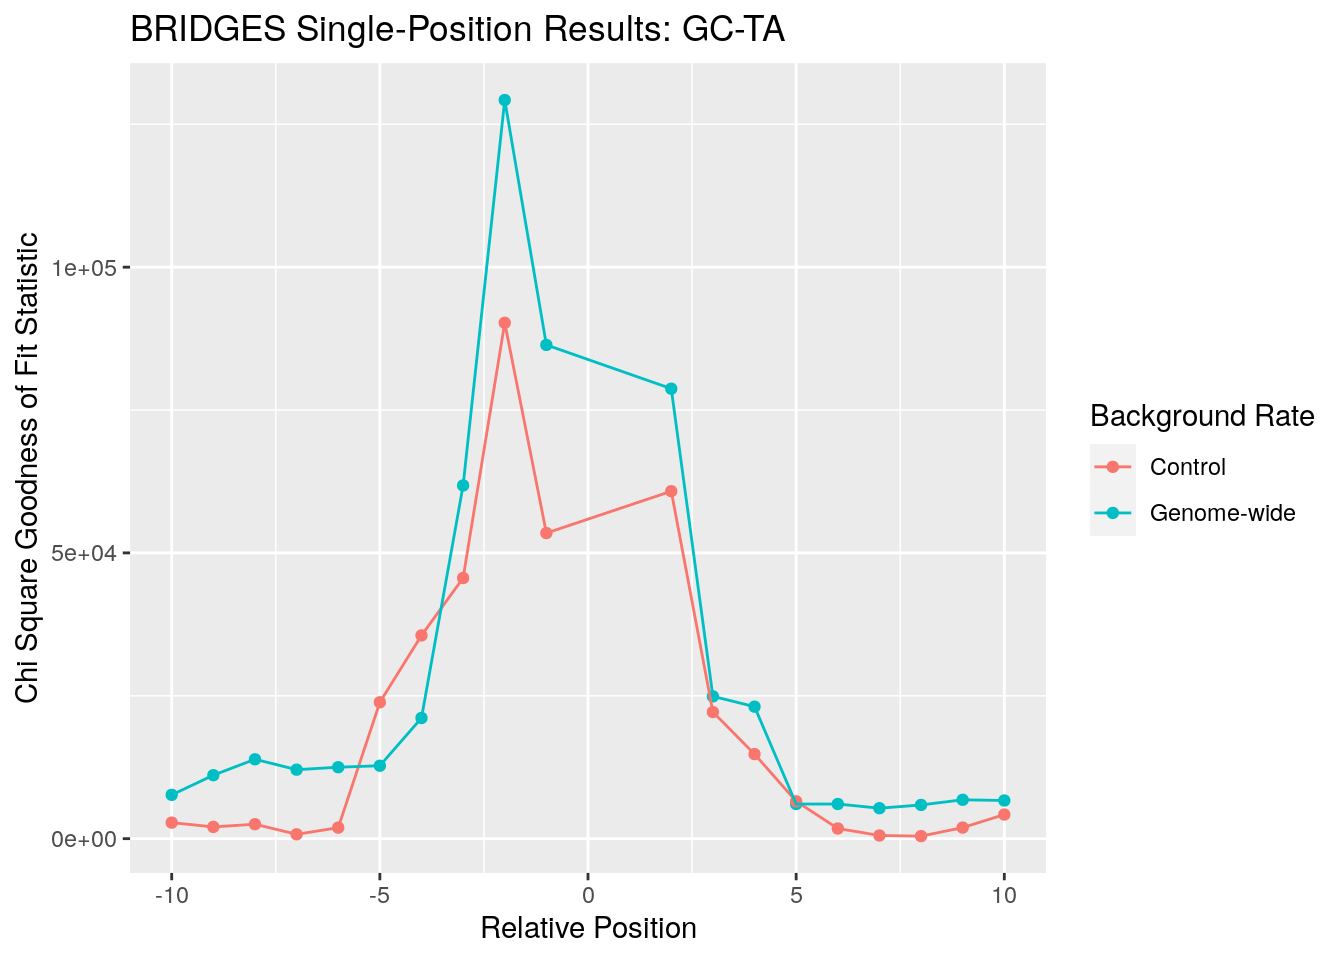 BRIDGES Single-Position Results: GC-TA
Chi Square Goodness of Fit Statistic
1e+05
5e+04
0e+00
-10
-5
0
5
10
Relative Position
Background Rate
Control
Genome-wide